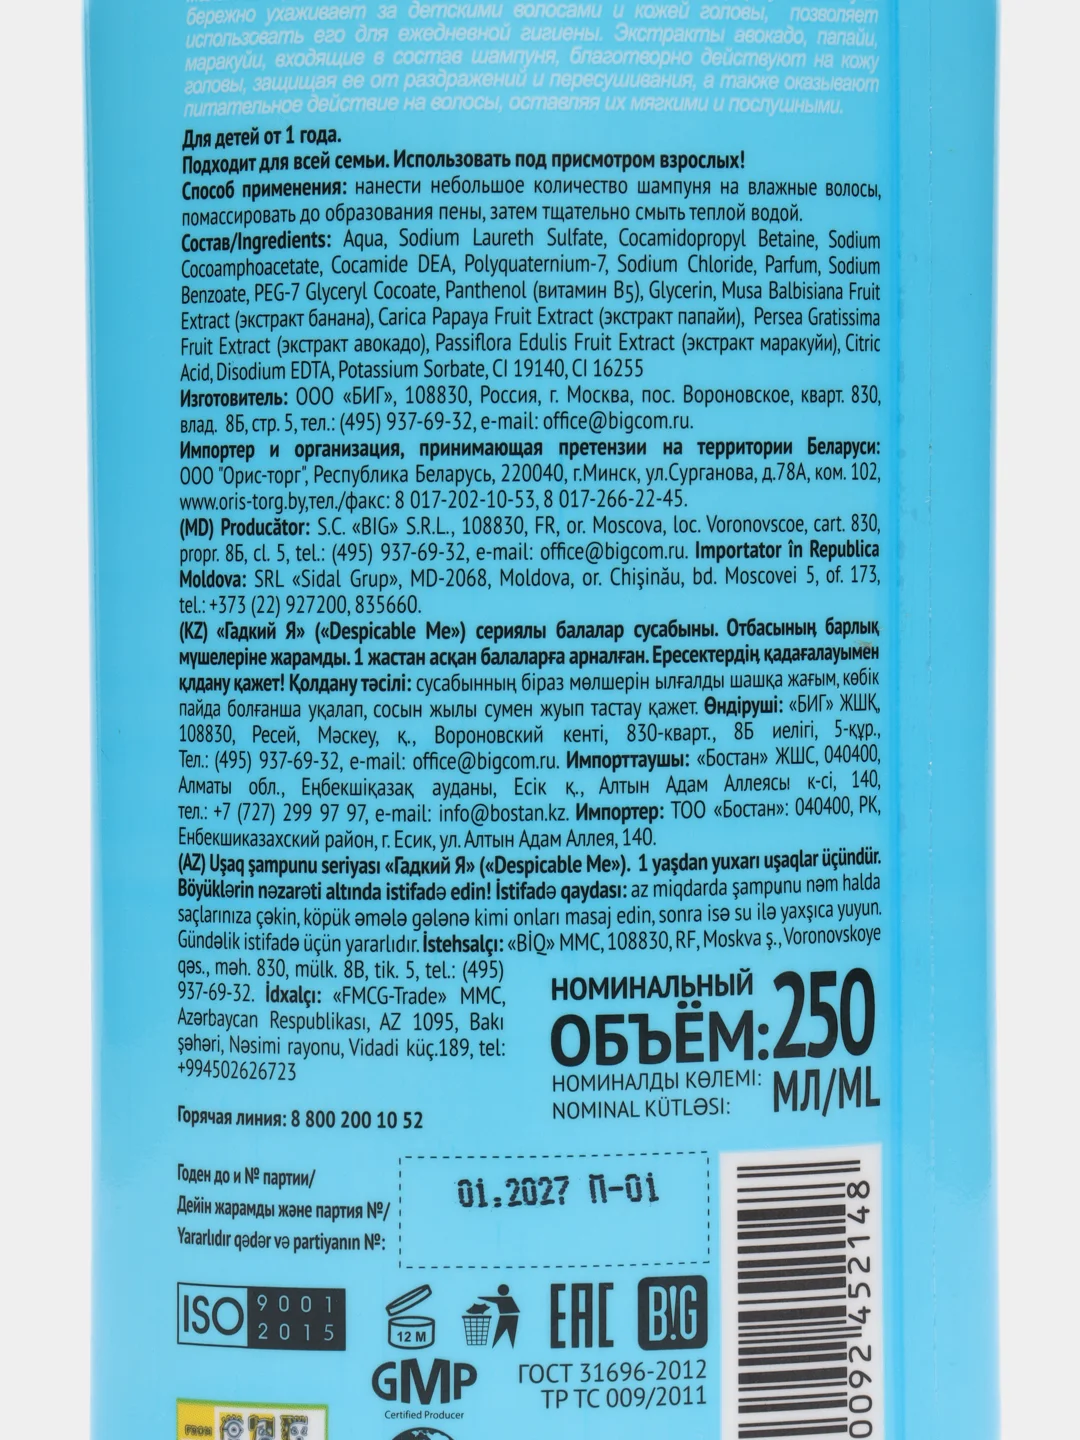 бережно ухаживает за детскими волосами и кожей головы, позволяет
использовать его для ежедневной гигиены. Экстракты авокадо, папайи,
маракуйи, входящие в состав шампуня, благотворно действуют на кожу
головы, защищая ее от раздражений и пересушивания, а также оказывают
питательное действие на волосы, оставляя их мягкими и послушными.
Для детей от 1 года.
Подходит для всей семьи. Использовать под присмотром взрослых!
Способ применения: нанести небольшое количество шампуня на влажные волосы,
помассировать до образования пены, затем тщательно смыть теплой водой.
Состав/Ingredients: Aqua, Sodium Laureth Sulfate, Cocamidopropyl Betaine, Sodium
Cocoamphoacetate, Cocamide DEA, Polyquaternium-7, Sodium Chloride, Parfum, Sodium
Benzoate, PEG-7 Glyceryl Cocoate, Panthenol (витамин B5), Glycerin, Musa Balbisiana Fruit
Extract (экстракт банана), Carica Papaya Fruit Extract (экстракт папайи), Persea Gratissima
Fruit Extract (экстракт авокадо), Passiflora Edulis Fruit Extract (экстракт маракуйи), Citric
Acid, Disodium EDTA, Potassium Sorbate, CI 19140, CI 16255
Изготовитель: ООО «БИГ», 108830, Россия, г. Москва, пос. Вороновское, кварт. 830,
влад. 8Б, стр. 5, тел.: (495) 937-69-32, e-mail: office@bigcom.ru.
Импортер и организация, принимающая претензии на территории Беларуси:
ООО "Орис-торг", Республика Беларусь, 220040, г.Минск, ул.Сурганова, д.78А, ком. 102,
www.oris-torg.by,тел./факс: 8 017-202-10-53, 8 017-266-22-45.
(MD) Producător: S.C. «BIG» S.R.L., 108830, FR, or. Moscova, loc. Voronovscoe, cart. 830,
propr. 8Б, cl. 5, tel.: (495) 937-69-32, e-mail: office@bigcom.ru. Importator în Republica
Moldova: SRL «Sidal Grup», MD-2068, Moldova, or. Chişinău, bd. Moscovei 5, of. 173,
tel.: +373 (22) 927200, 835660.
(KZ) «Гадкий Я» («Despicable Me») сериялы балалар сусабыны. Отбасының барлық
мүшелеріне жарамды. 1 жастан асқан балаларға арналған. Ересектердің қадағалауымен
қлдану қажет! Қолдану тәсілі: сусабынның біраз мөлшерін ылғалды шашқа жағым, көбік
пайда болғанша уқалап, сосын жылы сумен жуып тастау қажет. Өндіруші: «БИГ» ЖШҚ,
108830, Ресей, Мәскеу, қ., Вороновский кенті, 830-кварт., 8Б иелігі, 5-құр.,
Тел.: (495) 937-69-32, e-mail: office@bigcom.ru. Импорттаушы: «Бостан» ЖШС, 040400,
Алматы обл., Еңбекшіқазақ ауданы, Есік қ., Алтын Адам Аллеясы к-сі, 140,
тел.: +7 (727) 299 97 97, e-mail: info@bostan.kz. Импортер: ТОО «Бостан»: 040400, РК,
Енбекшиказахский район, г. Есик, ул. Алтын Адам Аллея, 140.
(AZ) Uşaq şampunu seriyası «Гадкий Я» («Despicable Me»). 1 yaşdan yuxarı uşaqlar üçündür.
Böyüklərin nəzarəti altında istifadə edin! İstifadə qaydası: az miqdarda şampunu nəm halda
saçlarınıza çəkin, köpük əmələ gələnə kimi onları masaj edin, sonra isə su ilə yaxşıca yuyun.
Gündəlik istifadə üçün yararlıdır. İstehsalçı: «BİQ» MMC, 108830, RF, Moskva ş., Voronovskoye
qəs., məh. 830, mülk. 8B, tik. 5, tel.: (495)
937-69-32. İdxalçı: «FMCG-Trade» MMC,
Azərbaycan Respublikası, AZ 1095, Bakı
şəhəri, Nəsimi rayonu, Vidadi küç.189, tel:
+994502626723
НОМИНАЛЬНЫЙ
ОБЪЁМ: 250
НОМИНАЛДЫ КӨЛЕМІ:
NOMINAL KÜTLƏSI:
МЛ/ML
Горячая линия: 8 800 200 10 52
Годен до и № партии/
Дейін жарамды және партия №/
Yararlıdır qədər və partiyanın №:
01.2027 П-01
ISO 9001
2015
12 M
EAC
B!G
GMP
Certified Producer
ГОСТ 31696-2012
ТР ТС 009/2011
0092 452148
FROM